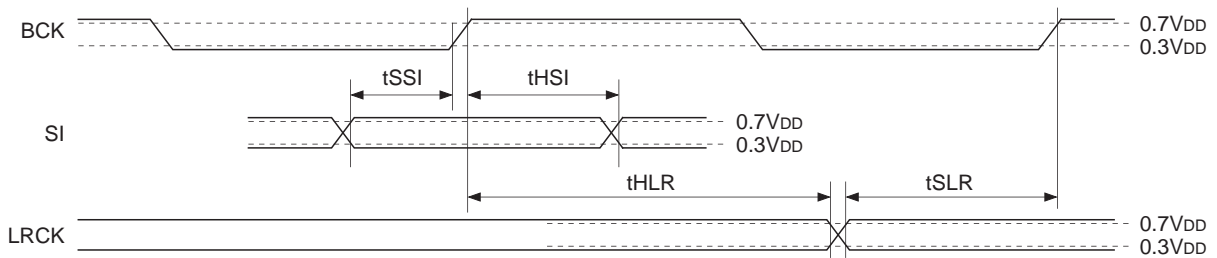 BCK
0.7VDD
0.3VDD
tSSI
tHSI
SI
0.7VDD
0.3VDD
tHLR
tSLR
LRCK
0.7VDD
0.3VDD